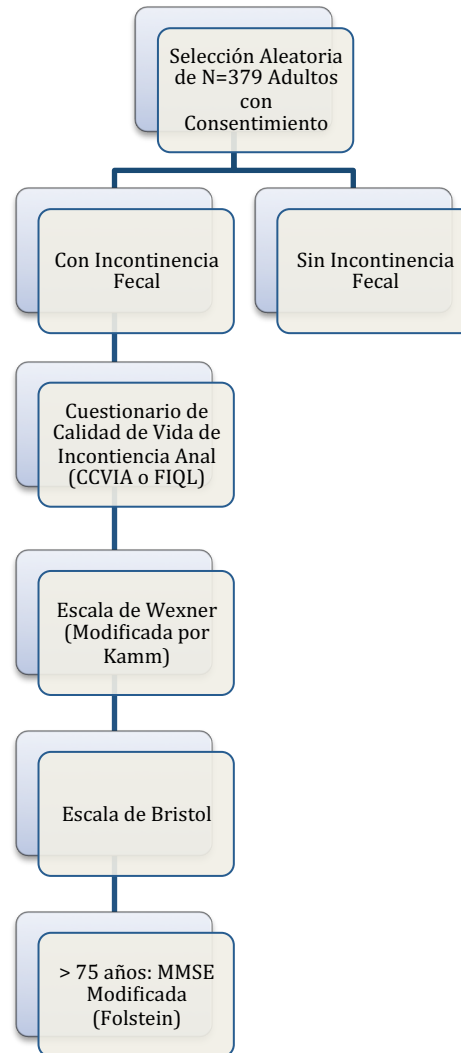 Selección Aleatoria
de N=379 Adultos
con
Consentimiento
Con Incontinencia
Fecal
Sin Incontinencia
Fecal
Cuestionario de
Calidad de Vida de
Incontiencia Anal
(CCVIA o FIQL)
Escala de Wexner
(Modificada por
Kamm)
Escala de Bristol
> 75 años: MMSE
Modificada
(Folstein)